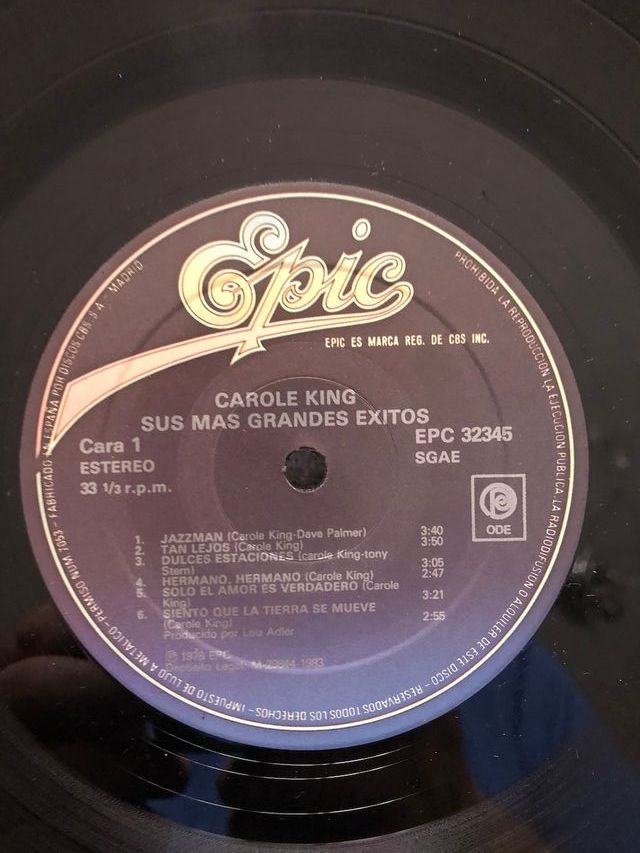 Epic
EPIC ES MARCA REG. DE CBS INC.
CAROLE KING
SUS MAS GRANDES EXITOS
Cara 1
EPC 32345
ESTEREO
SGAE
33 1/3 r.p.m.
ODE
1. JAZZMAN (Carole King-Dave Palmer) 3:40
2. TAN LEJOS (Carole King) 3:50
3. DULCES ESTACIONES (carole King-tony
Stern) 3:05
4. HERMANO, HERMANO (Carole King) 2:47
5. SOLO EL AMOR ES VERDADERO (Carole
King) 3:21
6. SIENTO QUE LA TIERRA SE MUEVE
(Carole King) 2:55
Producido por Lou Adler
Ⓟ 1978 EPC
Deposito Legal, 1983
PROHIBIDA LA REPRODUCCION LA EJECUCION PUBLICA, LA RADIODIFUSION O ALQUILER DE ESTE DISCO - RESERVADOS TODOS LOS DERECHOS - IMPUESTO DE LUJO A METALICO - PERMISO NUM 1053 - FABRICADO EN ESPAÑA POR DISCOS CBS. S A - MADRID